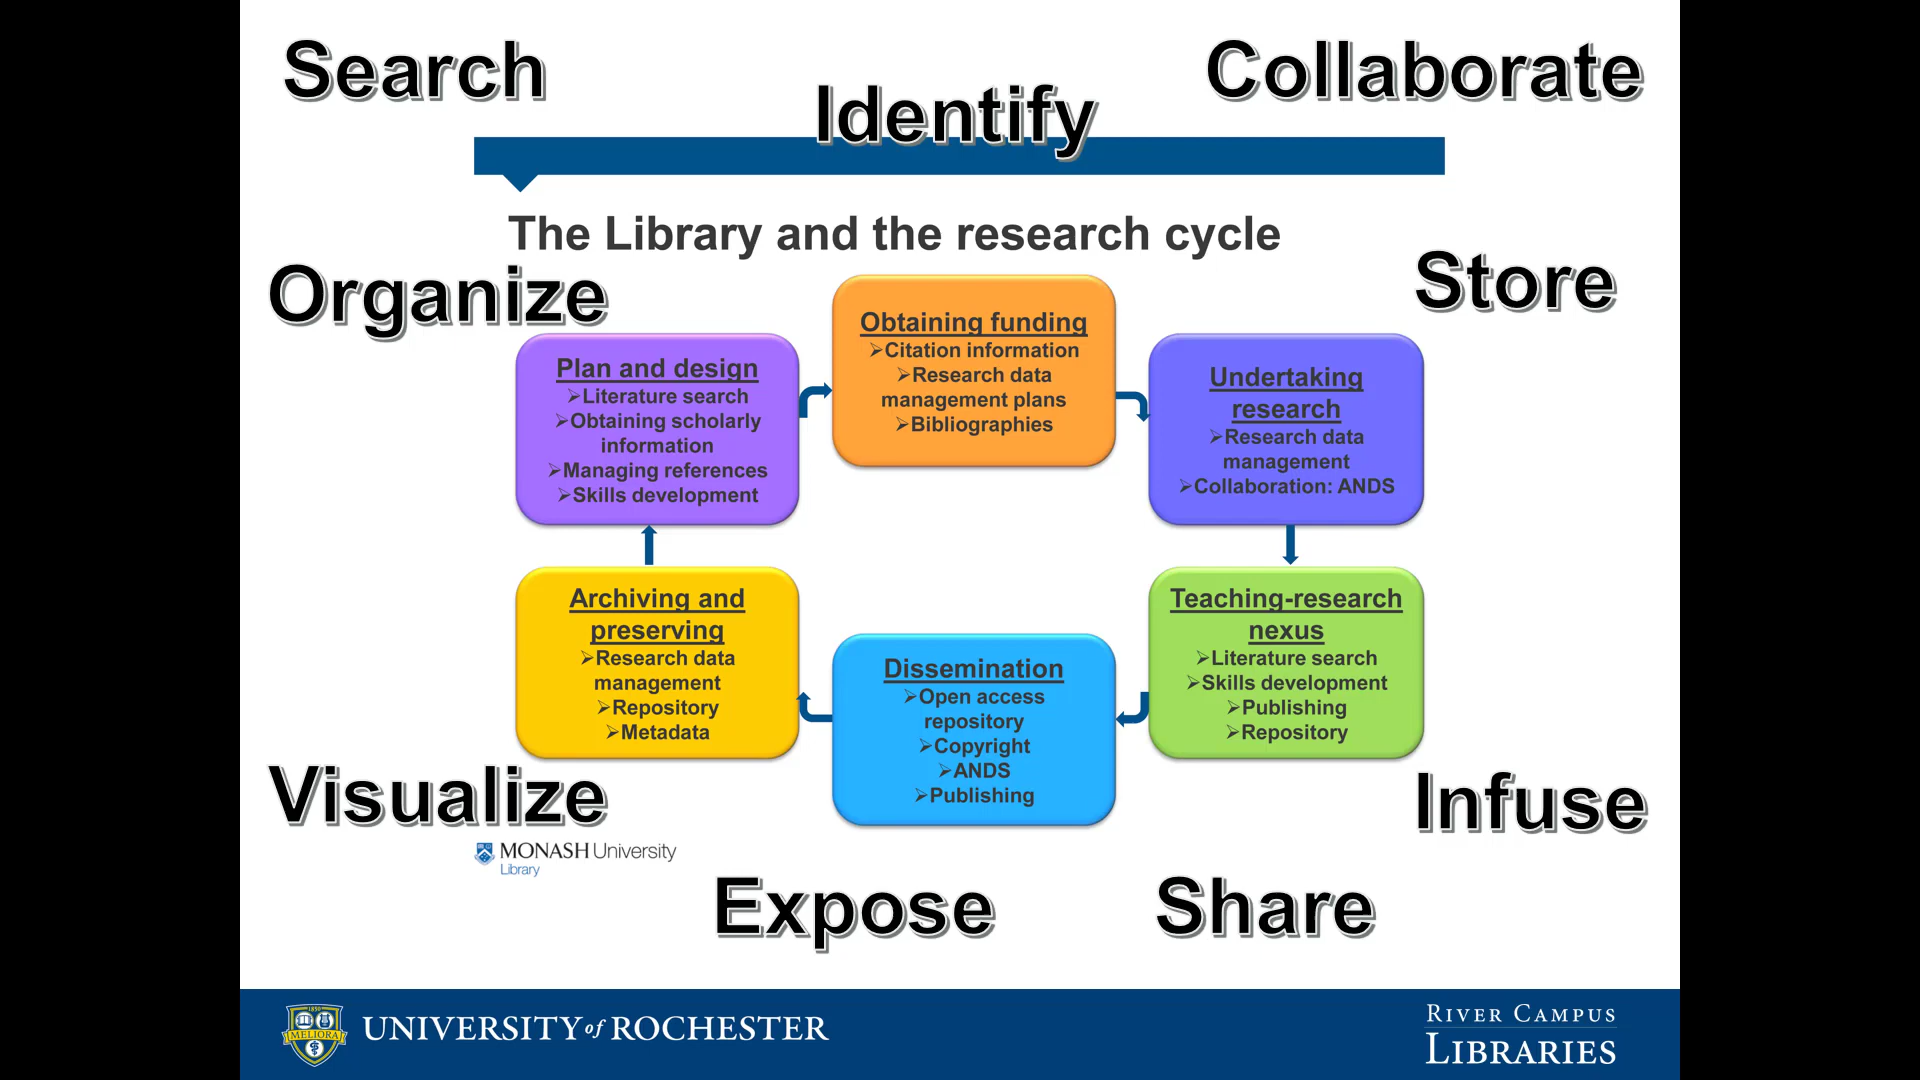 Search
Identify
Collaborate
The Library and the research cycle
Organize
Store
Plan and design
➢Literature search
➢Obtaining scholarly
information
➢Managing references
➢Skills development
Obtaining funding
➢Citation information
➢Research data
management plans
➢Bibliographies
Undertaking
research
➢Research data
management
➢Collaboration: ANDS
Archiving and
preserving
➢Research data
management
➢Repository
➢Metadata
Dissemination
➢Open access
repository
➢Copyright
➢ANDS
➢Publishing
Teaching-research
nexus
➢Literature search
➢Skills development
➢Publishing
➢Repository
Visualize
Infuse
MONASH University
Library
Expose
Share
1850
MELIORA
UNIVERSITY of ROCHESTER
RIVER CAMPUS
LIBRARIES